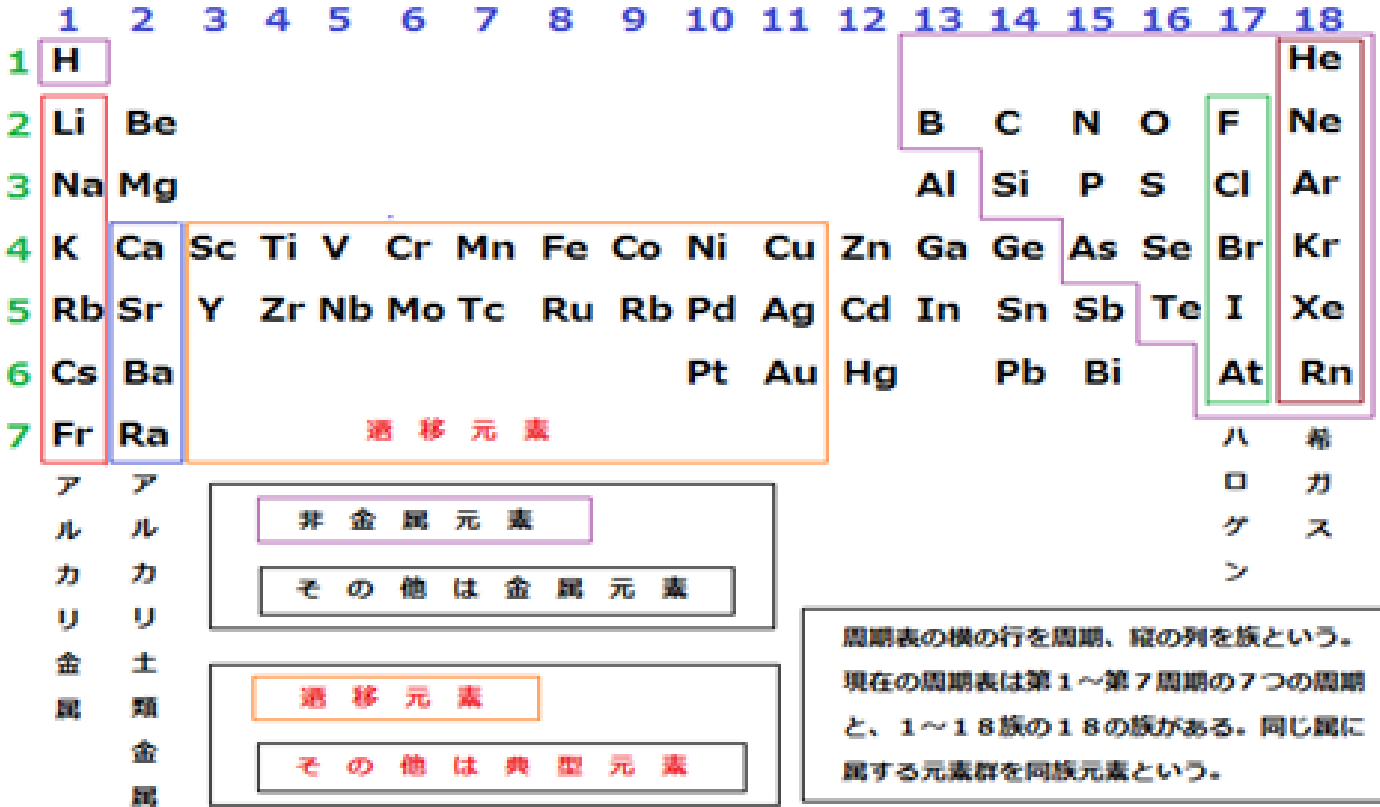 1 2 3 4 5 6 7 8 9 10 11 12 13 14 15 16 17 18
1 H He
2 Li Be B C N O F Ne
3 Na Mg Al Si P S Cl Ar
4 K Ca Sc Ti V Cr Mn Fe Co Ni Cu Zn Ga Ge As Se Br Kr
5 Rb Sr Y Zr Nb Mo Tc Ru Rb Pd Ag Cd In Sn Sb Te I Xe
6 Cs Ba Pt Au Hg Pb Bi At Rn
7 Fr Ra 遷移元素
アルカリ金属
アルカリ土類金属
ハロゲン
希ガス
非金属元素
その他は金属元素
遷移元素
その他は典型元素
周期表の横の行を周期、縦の列を族という。
現在の周期表は第1～第7周期の7つの周期
と、1～18族の18の族がある。同じ属に
属する元素群を同族元素という。